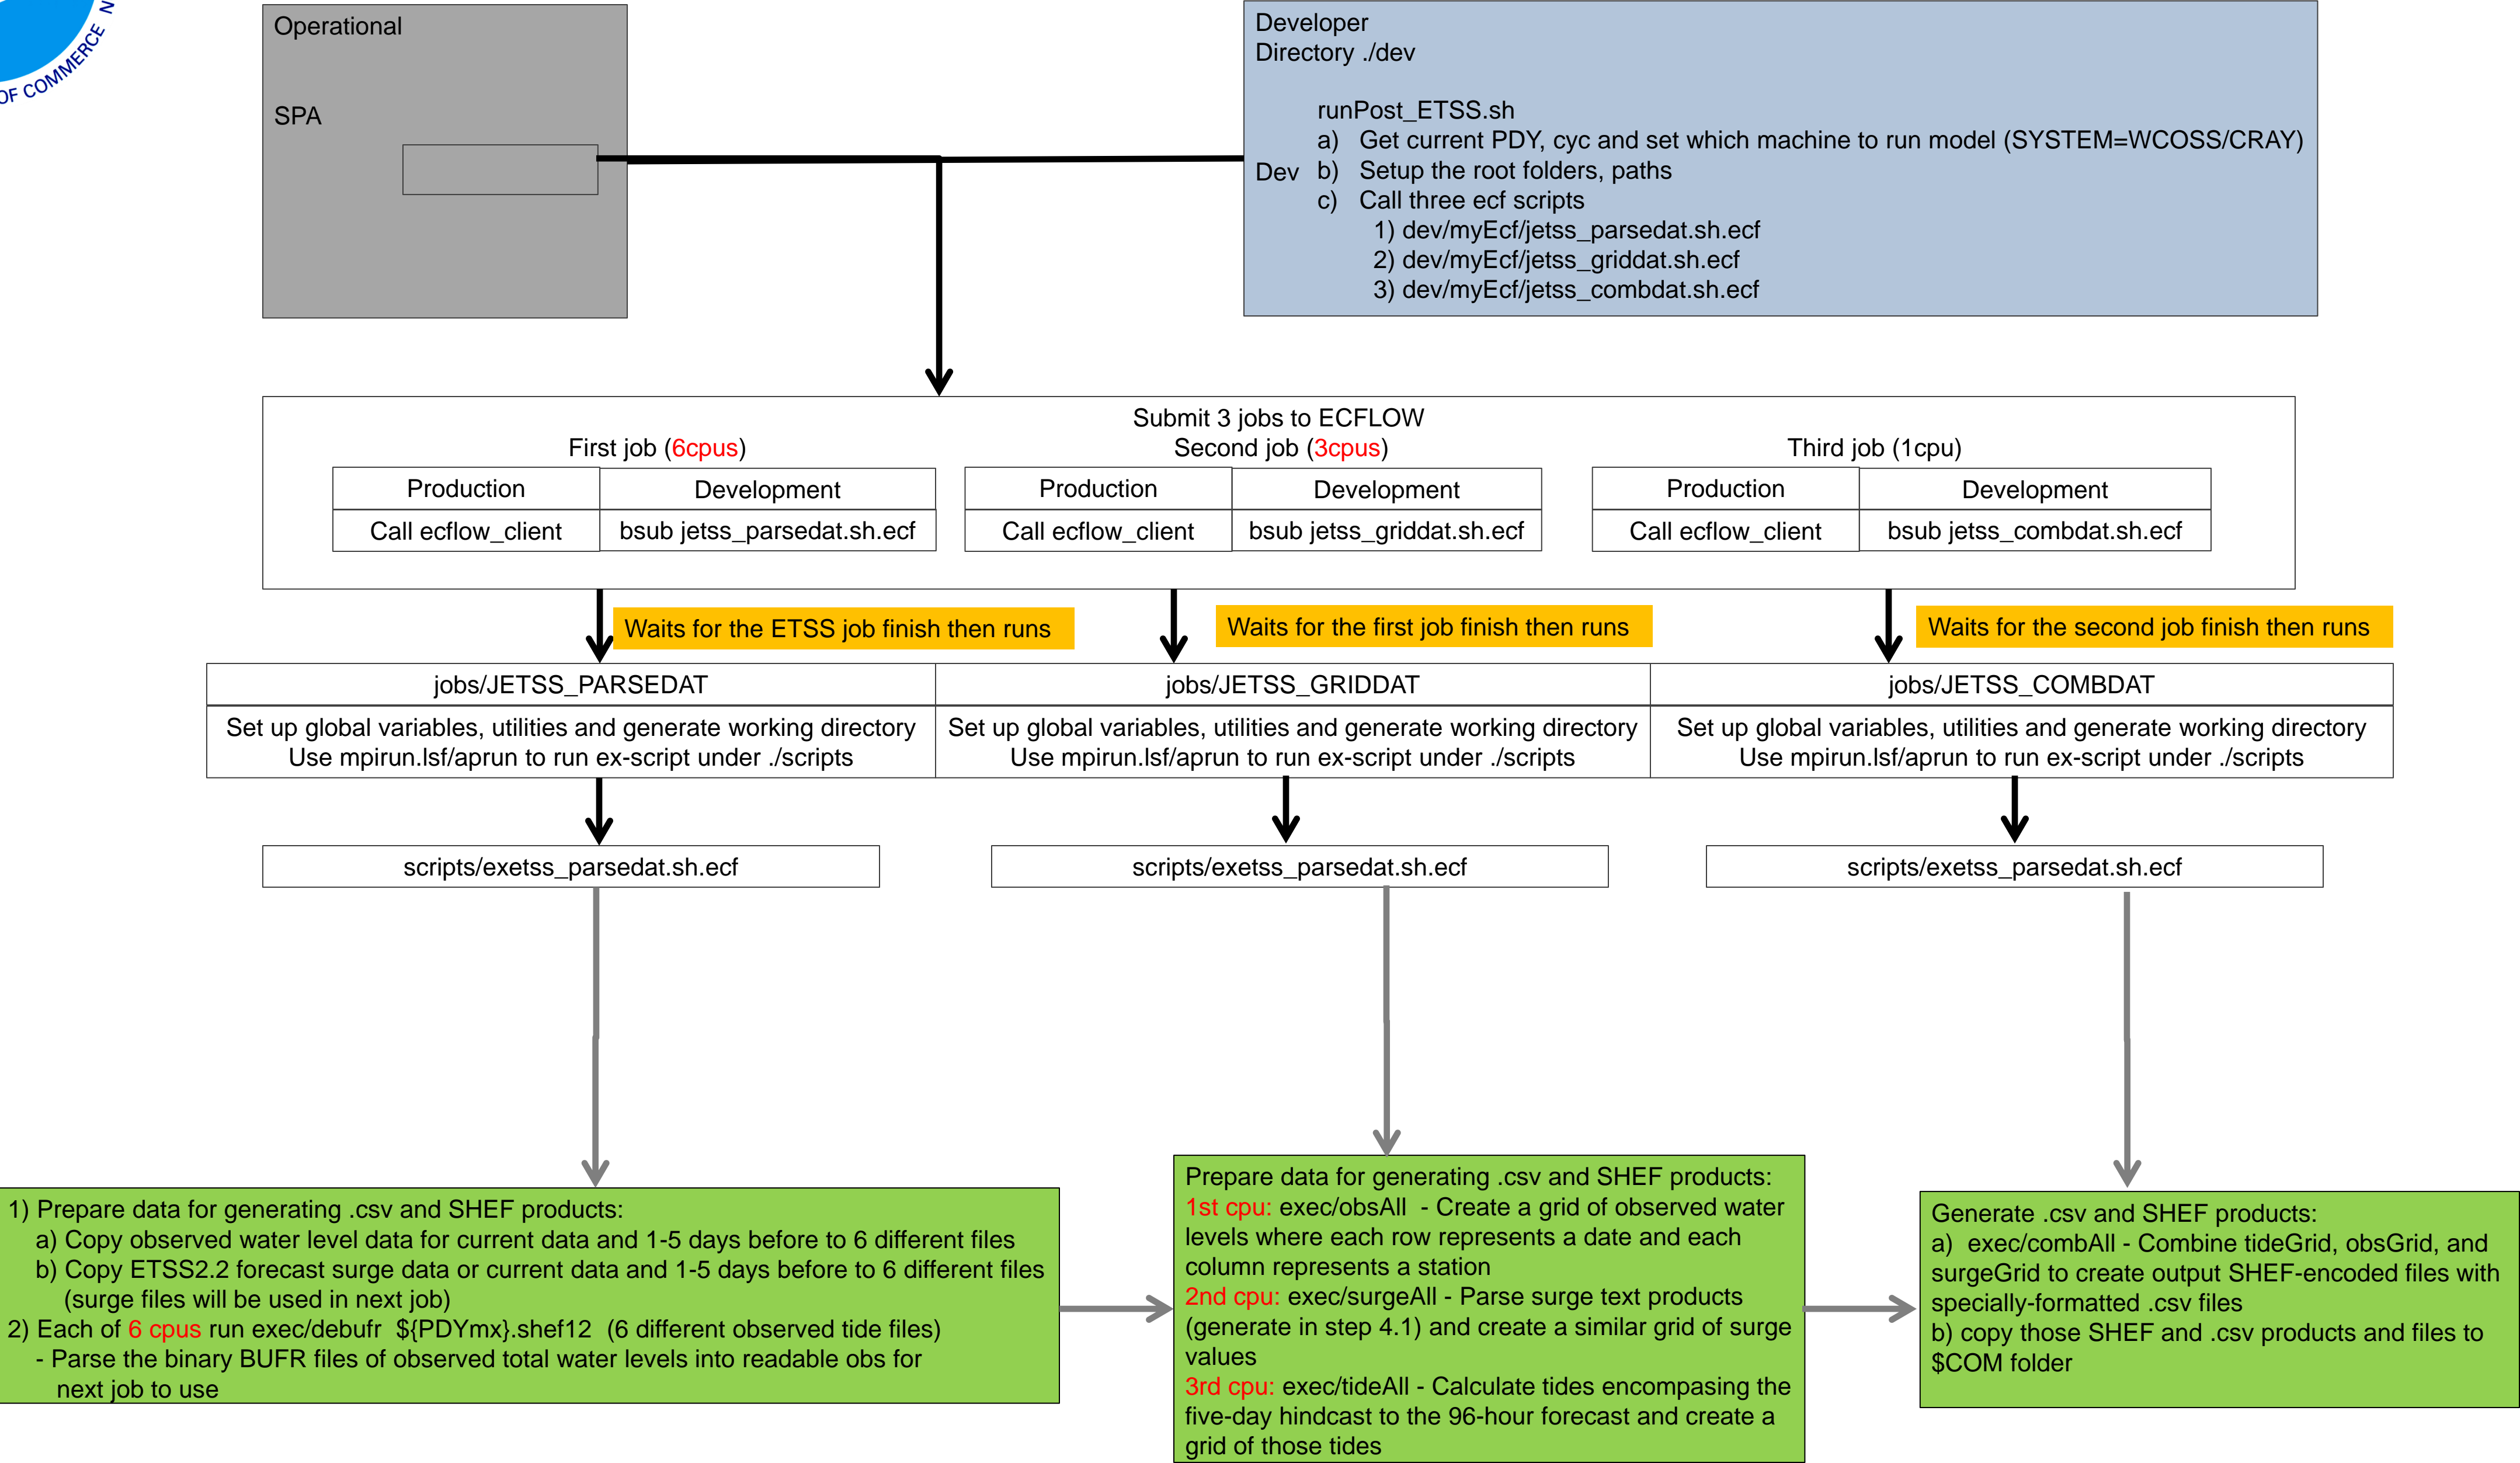 OF COMMERCE N
Operational
SPA
Developer
Directory ./dev
runPost_ETSS.sh
a) Get current PDY, cyc and set which machine to run model (SYSTEM=WCOSS/CRAY)
Dev b) Setup the root folders, paths
c) Call three ecf scripts
1) dev/myEcf/jetss_parsedat.sh.ecf
2) dev/myEcf/jetss_griddat.sh.ecf
3) dev/myEcf/jetss_combdat.sh.ecf
Submit 3 jobs to ECFLOW
First job (6cpus)
Second job (3cpus)
Third job (1cpu)
Production
Development
Production
Development
Production
Development
Call ecflow_client
bsub jetss_parsedat.sh.ecf
Call ecflow_client
bsub jetss_griddat.sh.ecf
Call ecflow_client
bsub jetss_combdat.sh.ecf
Waits for the ETSS job finish then runs
Waits for the first job finish then runs
Waits for the second job finish then runs
jobs/JETSS_PARSEDAT
jobs/JETSS_GRIDDAT
jobs/JETSS_COMBDAT
Set up global variables, utilities and generate working directory
Use mpirun.lsf/aprun to run ex-script under ./scripts
Set up global variables, utilities and generate working directory
Use mpirun.lsf/aprun to run ex-script under ./scripts
Set up global variables, utilities and generate working directory
Use mpirun.lsf/aprun to run ex-script under ./scripts
scripts/exetss_parsedat.sh.ecf
scripts/exetss_parsedat.sh.ecf
scripts/exetss_parsedat.sh.ecf
1) Prepare data for generating .csv and SHEF products:
a) Copy observed water level data for current data and 1-5 days before to 6 different files
b) Copy ETSS2.2 forecast surge data or current data and 1-5 days before to 6 different files
(surge files will be used in next job)
2) Each of 6 cpus run exec/debufr ${PDYmx}.shef12 (6 different observed tide files)
- Parse the binary BUFR files of observed total water levels into readable obs for
next job to use
Prepare data for generating .csv and SHEF products:
1st cpu: exec/obsAll - Create a grid of observed water
levels where each row represents a date and each
column represents a station
2nd cpu: exec/surgeAll - Parse surge text products
(generate in step 4.1) and create a similar grid of surge
values
3rd cpu: exec/tideAll - Calculate tides encompasing the
five-day hindcast to the 96-hour forecast and create a
grid of those tides
Generate .csv and SHEF products:
a) exec/combAll - Combine tideGrid, obsGrid, and
surgeGrid to create output SHEF-encoded files with
specially-formatted .csv files
b) copy those SHEF and .csv products and files to
$COM folder